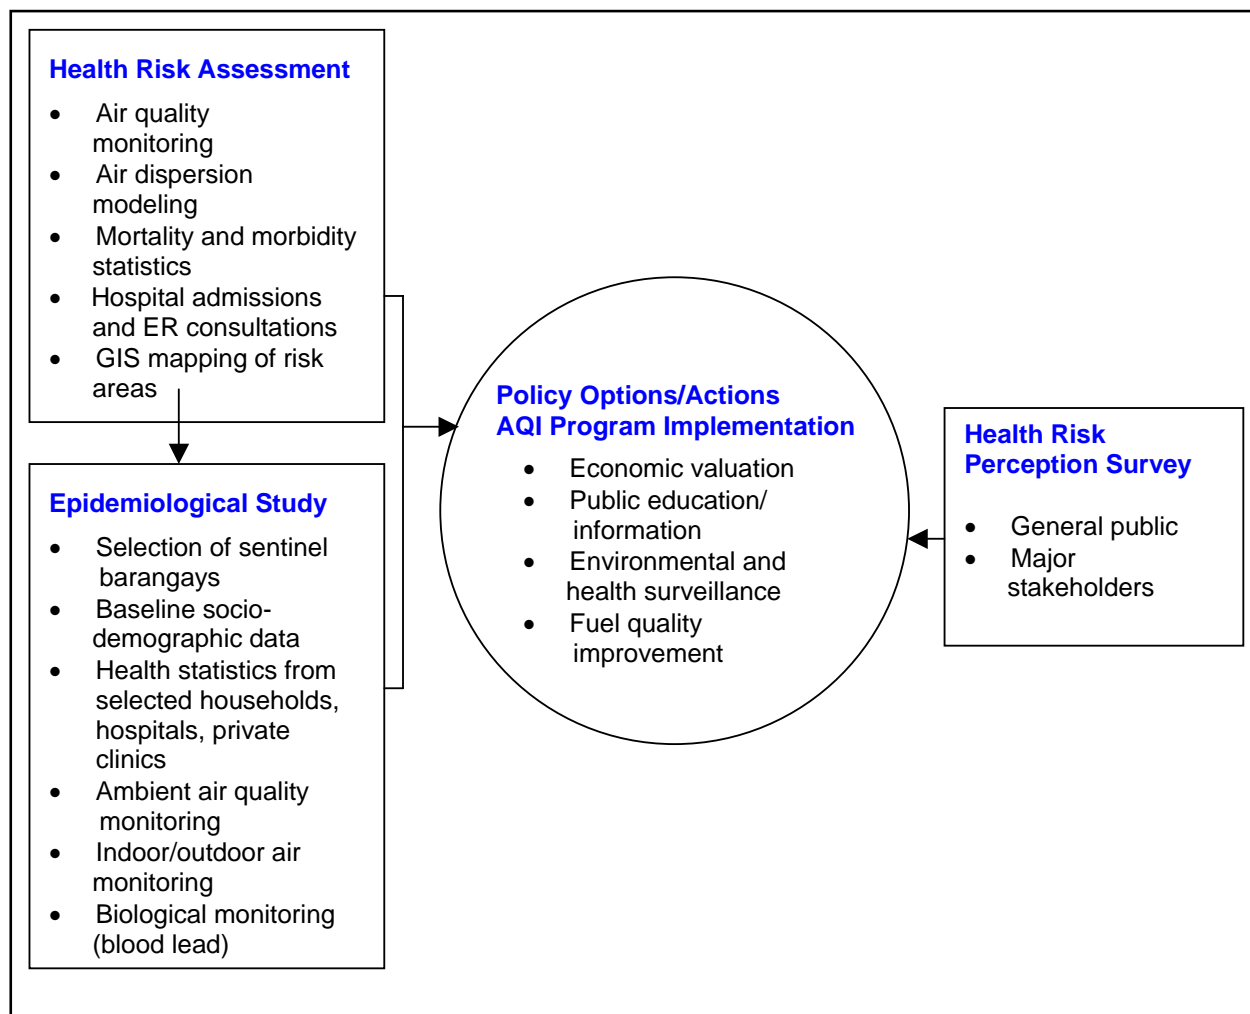 Health Risk Assessment
• Air quality
monitoring
• Air dispersion
modeling
• Mortality and morbidity
statistics
• Hospital admissions
and ER consultations
• GIS mapping of risk
areas
Epidemiological Study
• Selection of sentinel
barangays
• Baseline socio-
demographic data
• Health statistics from
selected households,
hospitals, private
clinics
• Ambient air quality
monitoring
• Indoor/outdoor air
monitoring
• Biological monitoring
(blood lead)
Policy Options/Actions
AQI Program Implementation
• Economic valuation
• Public education/
information
• Environmental and
health surveillance
• Fuel quality
improvement
Health Risk
Perception Survey
• General public
• Major
stakeholders